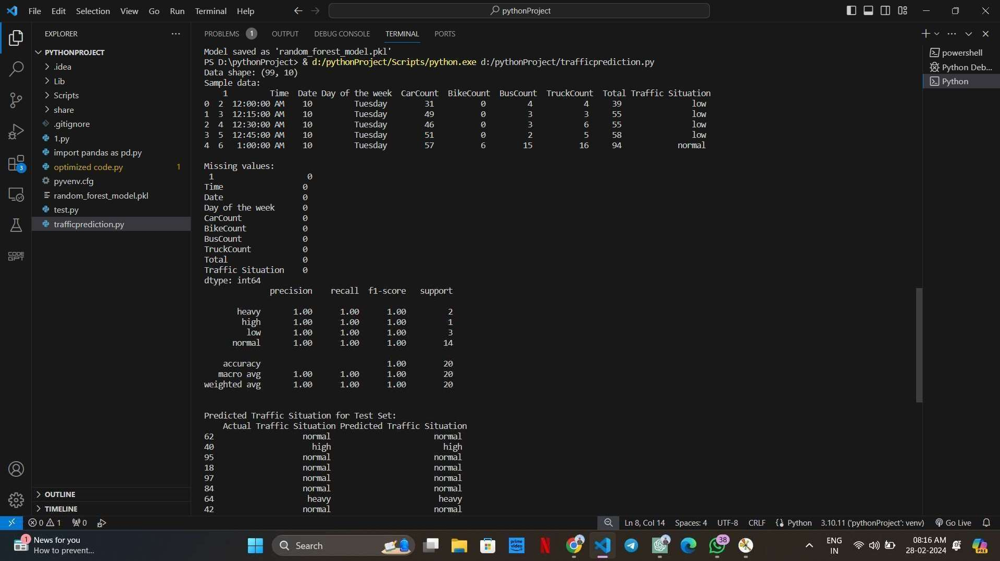 File Edit Selection View Go Run Terminal Help
pythonProject
EXPLORER
PYTHONPROJECT
.idea
Lib
Scripts
share
.gitignore
1.py
import pandas as pd.py
optimized code.py 1
pyvenv.cfg
random_forest_model.pkl
test.py
trafficprediction.py
OUTLINE
TIMELINE
3
CODE
GPT
PROBLEMS 1 OUTPUT DEBUG CONSOLE TERMINAL PORTS
powershell
Python Deb...
Python
Model saved as 'random_forest_model.pkl'
PS D:\pythonProject> & d:/pythonProject/Scripts/python.exe d:/pythonProject/trafficprediction.py
Data shape: (99, 10)
Sample data:
1 Time Date Day of the week CarCount BikeCount BusCount TruckCount Total Traffic Situation
0 2 12:00:00 AM 10 Tuesday 31 0 4 4 39 low
1 3 12:15:00 AM 10 Tuesday 49 0 3 3 55 low
2 4 12:30:00 AM 10 Tuesday 46 0 3 6 55 low
3 5 12:45:00 AM 10 Tuesday 51 0 2 5 58 low
4 6 1:00:00 AM 10 Tuesday 57 6 15 16 94 normal
Missing values:
1 0
Time 0
Date 0
Day of the week 0
CarCount 0
BikeCount 0
BusCount 0
TruckCount 0
Total 0
Traffic Situation 0
dtype: int64
precision recall f1-score support
heavy 1.00 1.00 1.00 2
high 1.00 1.00 1.00 1
low 1.00 1.00 1.00 3
normal 1.00 1.00 1.00 14
accuracy 1.00 20
macro avg 1.00 1.00 1.00 20
weighted avg 1.00 1.00 1.00 20
Predicted Traffic Situation for Test Set:
Actual Traffic Situation Predicted Traffic Situation
62 normal normal
40 high high
95 normal normal
18 normal normal
97 normal normal
84 normal normal
64 heavy heavy
42 normal normal
0 1 0 Ln 8, Col 14 Spaces: 4 UTF-8 CRLF Python 3.10.11 ('pythonProject': venv) Go Live
1 News for you
How to prevent...
Search
prime
video
38
ENG
IN
08:16 AM
28-02-2024
PRE